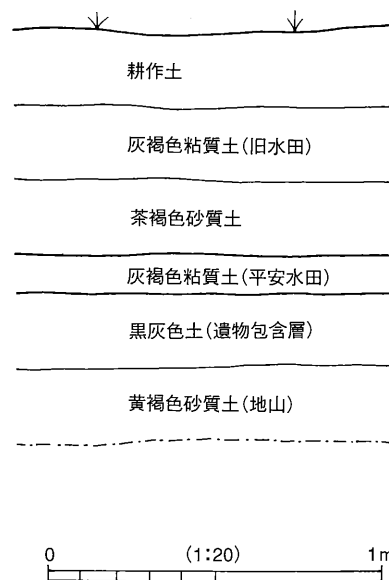 耕作土
灰褐色粘質土(旧水田)
茶褐色砂質土
灰褐色粘質土(平安水田)
黒灰色土(遺物包含層)
黄褐色砂質土(地山)
0 (1:20) 1m